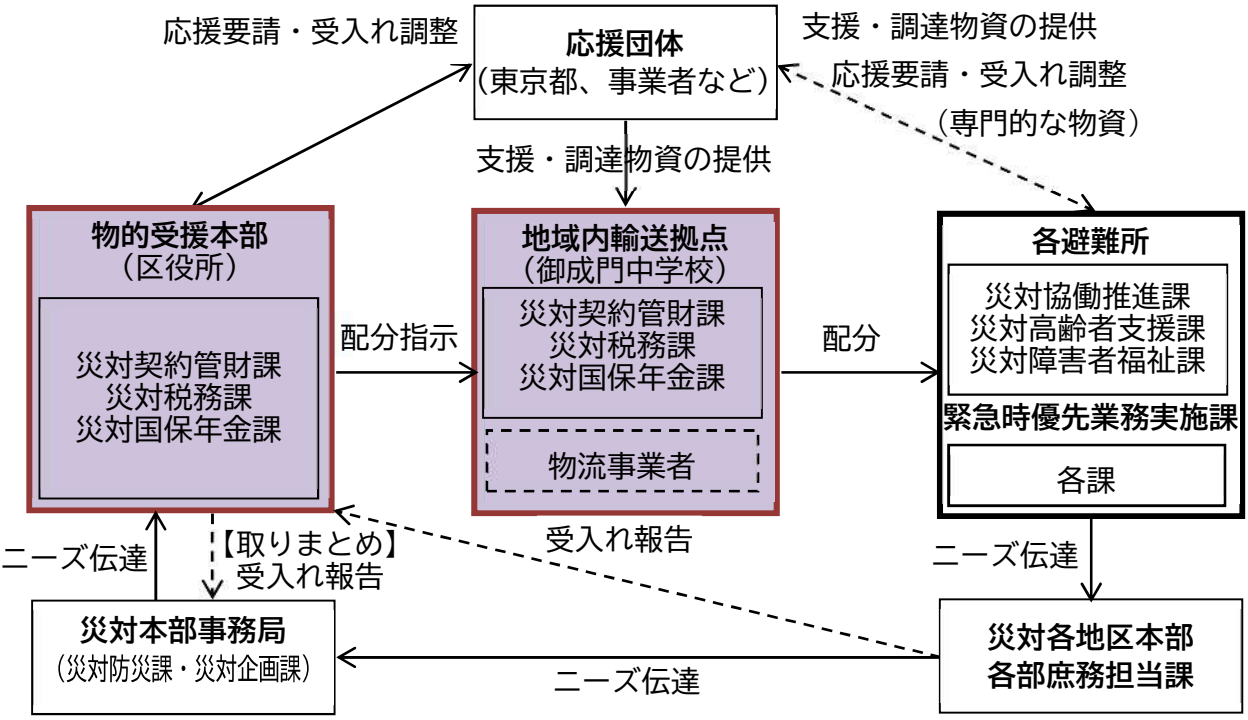 応援要請・受入れ調整
応援団体
（東京都、事業者など）
支援・調達物資の提供
応援要請・受入れ調整
（専門的な物資）
支援・調達物資の提供
物的受援本部
（区役所）
災対契約管財課
災対税務課
災対国保年金課
配分指示
地域内輸送拠点
（御成門中学校）
災対契約管財課
災対税務課
災対国保年金課
物流事業者
配分
各避難所
災対協働推進課
災対高齢者支援課
災対障害者福祉課
緊急時優先業務実施課
各課
ニーズ伝達
【取りまとめ】
受入れ報告
受入れ報告
ニーズ伝達
災対本部事務局
（災対防災課・災対企画課）
ニーズ伝達
災対各地区本部
各部庶務担当課